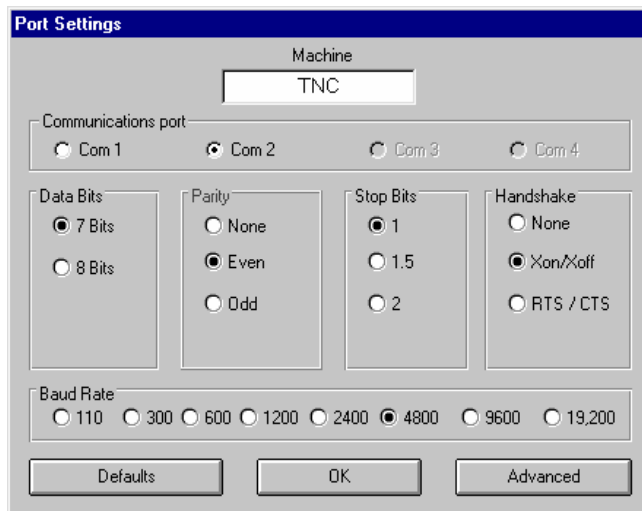 Port Settings
Machine
TNC
Communications port
Com 1 Com 2 Com 3 Com 4
Data Bits Parity Stop Bits Handshake
7 Bits None 1 None
8 Bits Even 1.5 Xon/Xoff
Odd 2 RTS / CTS
Baud Rate
110 300 600 1200 2400 4800 9600 19,200
Defaults OK Advanced